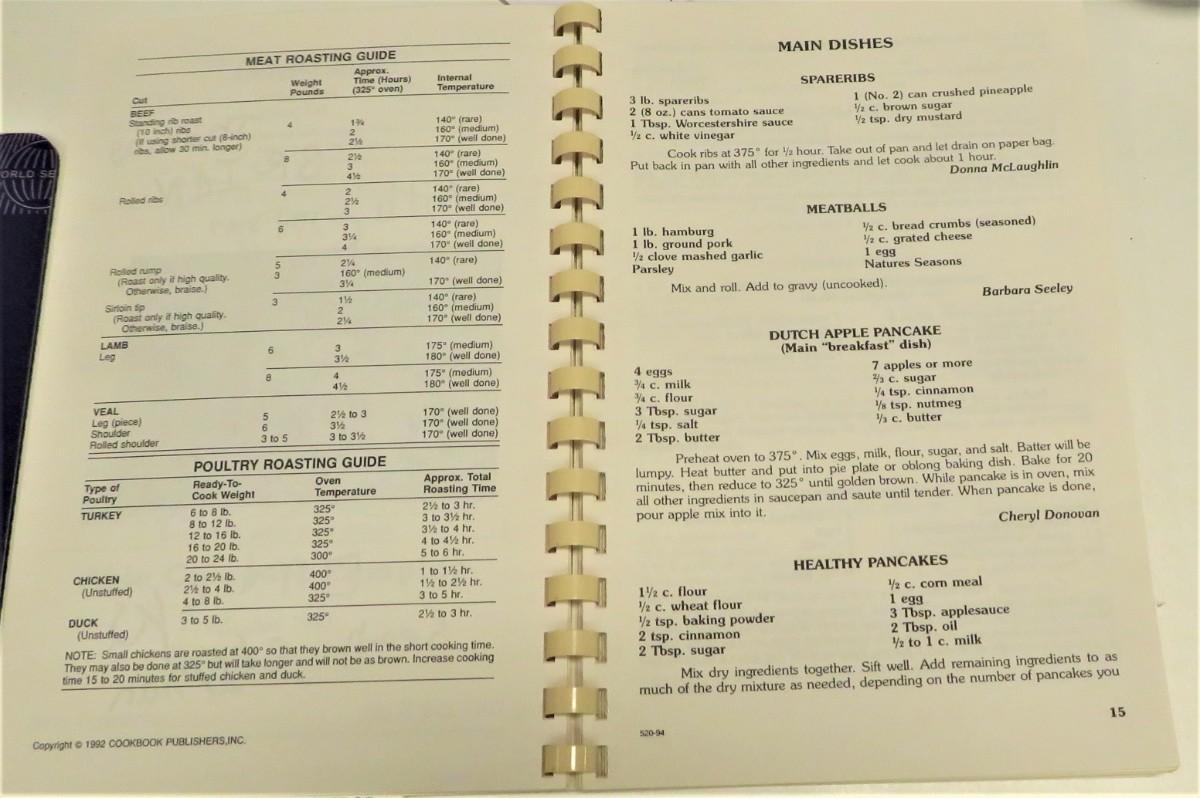 ORLD SE
MEAT ROASTING GUIDE
Cut Weight Pounds Approx. Time (Hours) (325° oven) Internal Temperature
BEEF
Standing rib roast 4 1¾ 140° (rare)
(10 inch) ribs 2 160° (medium)
(If using shorter cut (8-inch) 2½ 170° (well done)
ribs, allow 30 min. longer) 8 2½ 140° (rare)
3 160° (medium)
4½ 170° (well done)
Rolled ribs 4 2 140° (rare)
2½ 160° (medium)
3 170° (well done)
6 3 140° (rare)
3¼ 160° (medium)
4 170° (well done)
Rolled rump 5 2¼ 140° (rare)
(Roast only if high quality. 3 160° (medium)
Otherwise, braise.) 3¼ 170° (well done)
Sirloin tip 3 1½ 140° (rare)
(Roast only if high quality. 2 160° (medium)
Otherwise, braise.) 2¼ 170° (well done)
LAMB
Leg 6 3 175° (medium)
3½ 180° (well done)
8 4 175° (medium)
4½ 180° (well done)
VEAL
Leg (piece) 5 2½ to 3 170° (well done)
Shoulder 6 3½ 170° (well done)
Rolled shoulder 3 to 5 3 to 3½ 170° (well done)
POULTRY ROASTING GUIDE
Type of Poultry Ready-To-Cook Weight Oven Temperature Approx. Total Roasting Time
TURKEY 6 to 8 lb. 325° 2½ to 3 hr.
8 to 12 lb. 325° 3 to 3½ hr.
12 to 16 lb. 325° 3½ to 4 hr.
16 to 20 lb. 325° 4 to 4½ hr.
20 to 24 lb. 300° 5 to 6 hr.
CHICKEN 2 to 2½ lb. 400° 1 to 1½ hr.
(Unstuffed) 2½ to 4 lb. 400° 1½ to 2½ hr.
4 to 8 lb. 325° 3 to 5 hr.
DUCK 3 to 5 lb. 325° 2½ to 3 hr.
(Unstuffed)
NOTE: Small chickens are roasted at 400° so that they brown well in the short cooking time.
They may also be done at 325° but will take longer and will not be as brown. Increase cooking
time 15 to 20 minutes for stuffed chicken and duck.
Copyright © 1992 COOKBOOK PUBLISHERS,INC.
MAIN DISHES
SPARERIBS
3 lb. spareribs
2 (8 oz.) cans tomato sauce
1 Tbsp. Worcestershire sauce
½ c. white vinegar
1 (No. 2) can crushed pineapple
½ c. brown sugar
½ tsp. dry mustard
Cook ribs at 375° for ½ hour. Take out of pan and let drain on paper bag.
Put back in pan with all other ingredients and let cook about 1 hour.
Donna McLaughlin
MEATBALLS
1 lb. hamburg
1 lb. ground pork
½ clove mashed garlic
Parsley
½ c. bread crumbs (seasoned)
½ c. grated cheese
1 egg
Natures Seasons
Mix and roll. Add to gravy (uncooked).
Barbara Seeley
DUTCH APPLE PANCAKE
(Main "breakfast" dish)
4 eggs
¾ c. milk
¾ c. flour
3 Tbsp. sugar
¼ tsp. salt
2 Tbsp. butter
7 apples or more
⅔ c. sugar
¼ tsp. cinnamon
⅛ tsp. nutmeg
⅓ c. butter
Preheat oven to 375°. Mix eggs, milk, flour, sugar, and salt. Batter will be
lumpy. Heat butter and put into pie plate or oblong baking dish. Bake for 20
minutes, then reduce to 325° until golden brown. While pancake is in oven, mix
all other ingredients in saucepan and saute until tender. When pancake is done,
pour apple mix into it.
Cheryl Donovan
HEALTHY PANCAKES
1½ c. flour
½ c. wheat flour
½ tsp. baking powder
2 tsp. cinnamon
2 Tbsp. sugar
½ c. corn meal
1 egg
3 Tbsp. applesauce
2 Tbsp. oil
½ to 1 c. milk
Mix dry ingredients together. Sift well. Add remaining ingredients to as
much of the dry mixture as needed, depending on the number of pancakes you
520-94
15